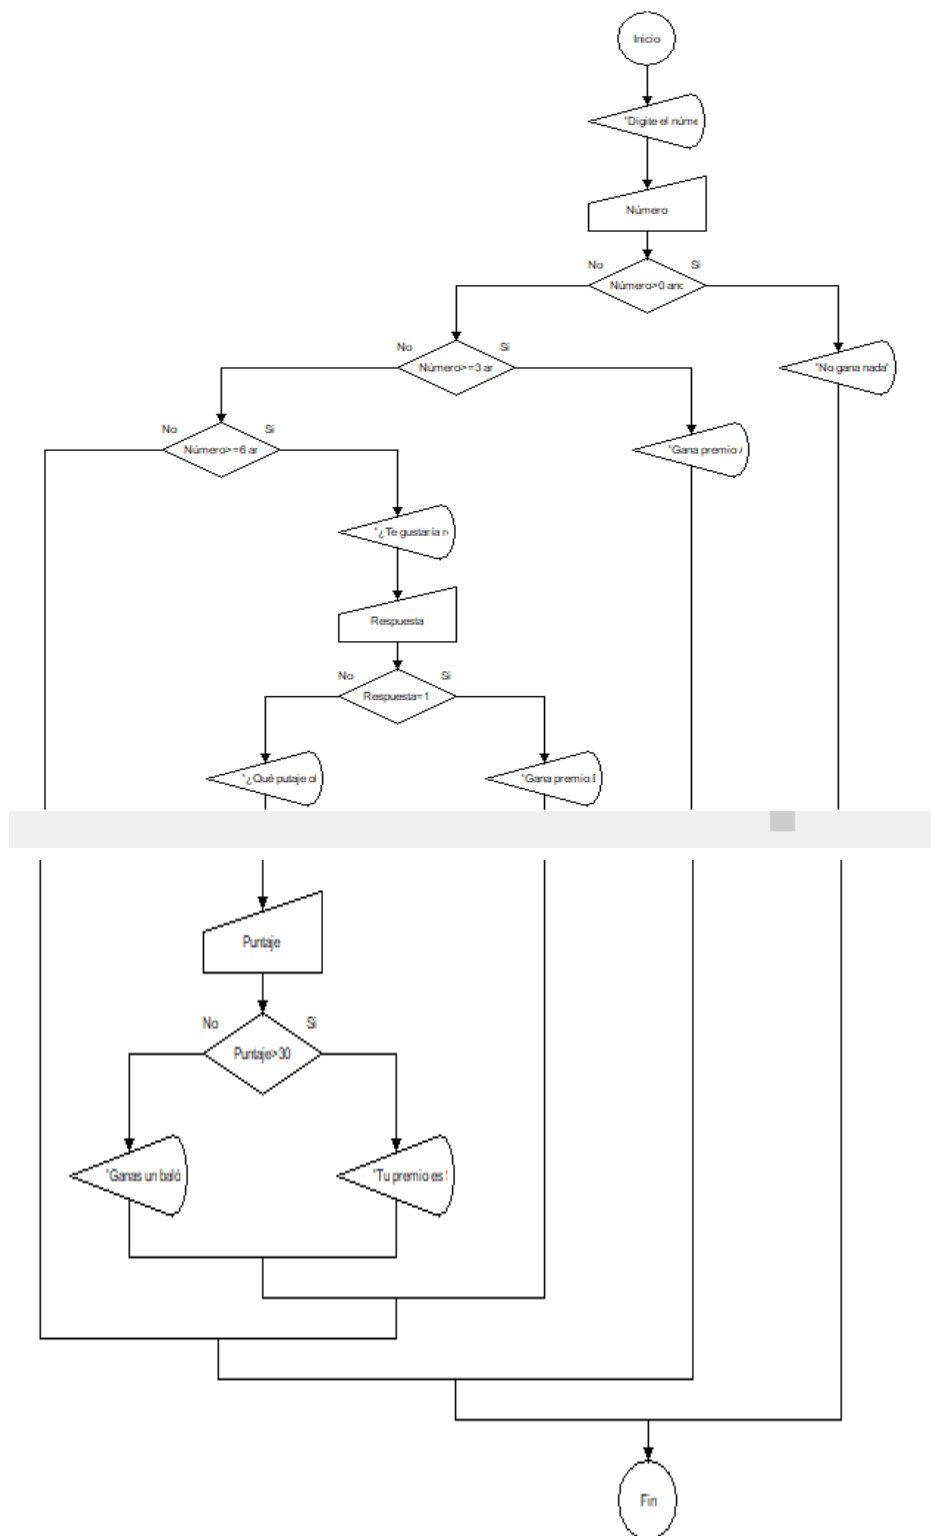 Inicio
"Digite el núme
Número
No
Si
Número>0 anc
No
Si
Número>=3 ar
"No gana nada"
No
Si
Número>=6 ar
"Gana premio
"¿Te gustaría r
Respuesta
No
Si
Respuesta=1
"¿Qué putaje ol
"Gana premio
Puntaje
No
Si
Puntaje>30
"Ganas un baló
"Tu premio es
Fin